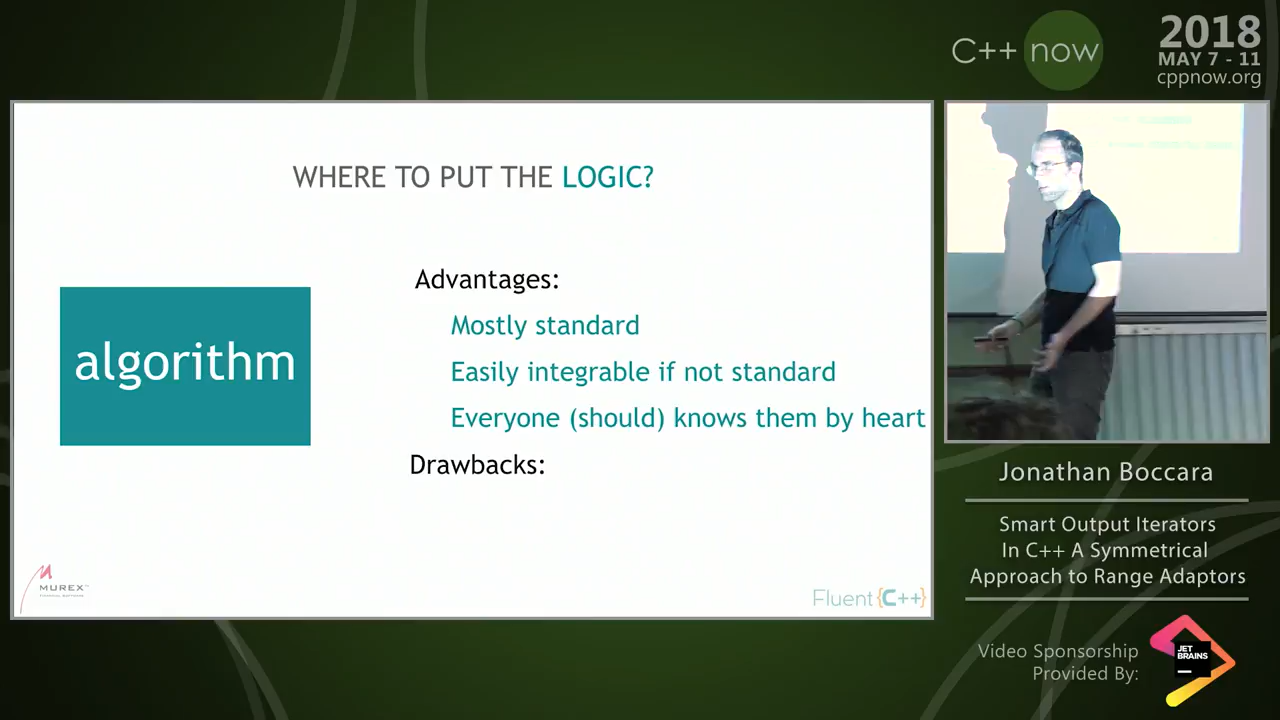 C++ now
2018
MAY 7 - 11
cppnow.org
WHERE TO PUT THE LOGIC?
algorithm
Advantages:
Mostly standard
Easily integrable if not standard
Everyone (should) knows them by heart
Drawbacks:
MUREX
Fluent {C++}
Jonathan Boccara
Smart Output Iterators
In C++ A Symmetrical
Approach to Range Adaptors
Video Sponsorship
Provided By:
JET
BRAINS